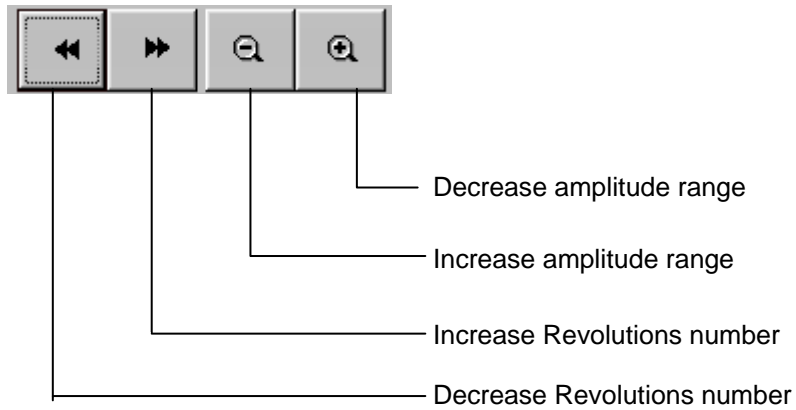 Decrease amplitude range
Increase amplitude range
Increase Revolutions number
Decrease Revolutions number